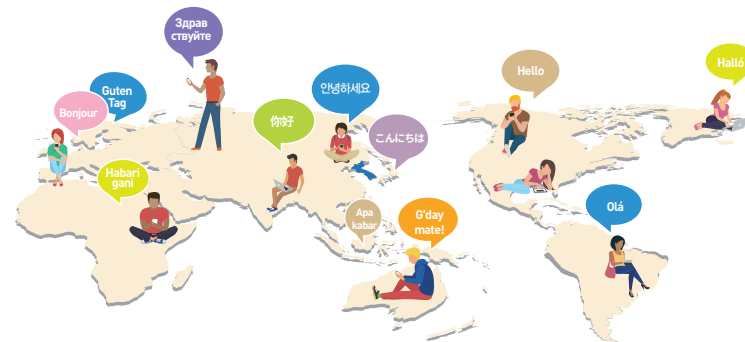 Здрав
ствуйте
Guten
Tag
Bonjour
안녕하세요
Hello
Halló
你好
こんにちは
Habari
gani
Apa
kabar
G'day
mate!
Olá